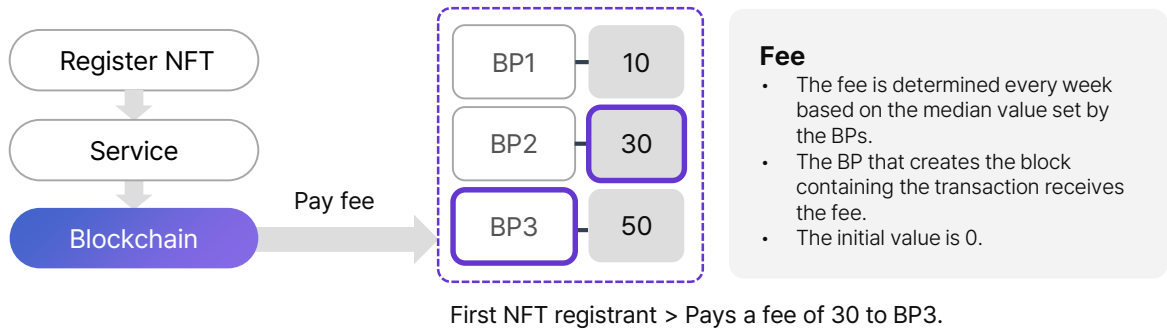 Register NFT
Service
Blockchain
Pay fee
BP1
10
BP2
30
BP3
50
Fee
• The fee is determined every week
based on the median value set by
the BPs.
• The BP that creates the block
containing the transaction receives
the fee.
• The initial value is 0.
First NFT registrant > Pays a fee of 30 to BP3.